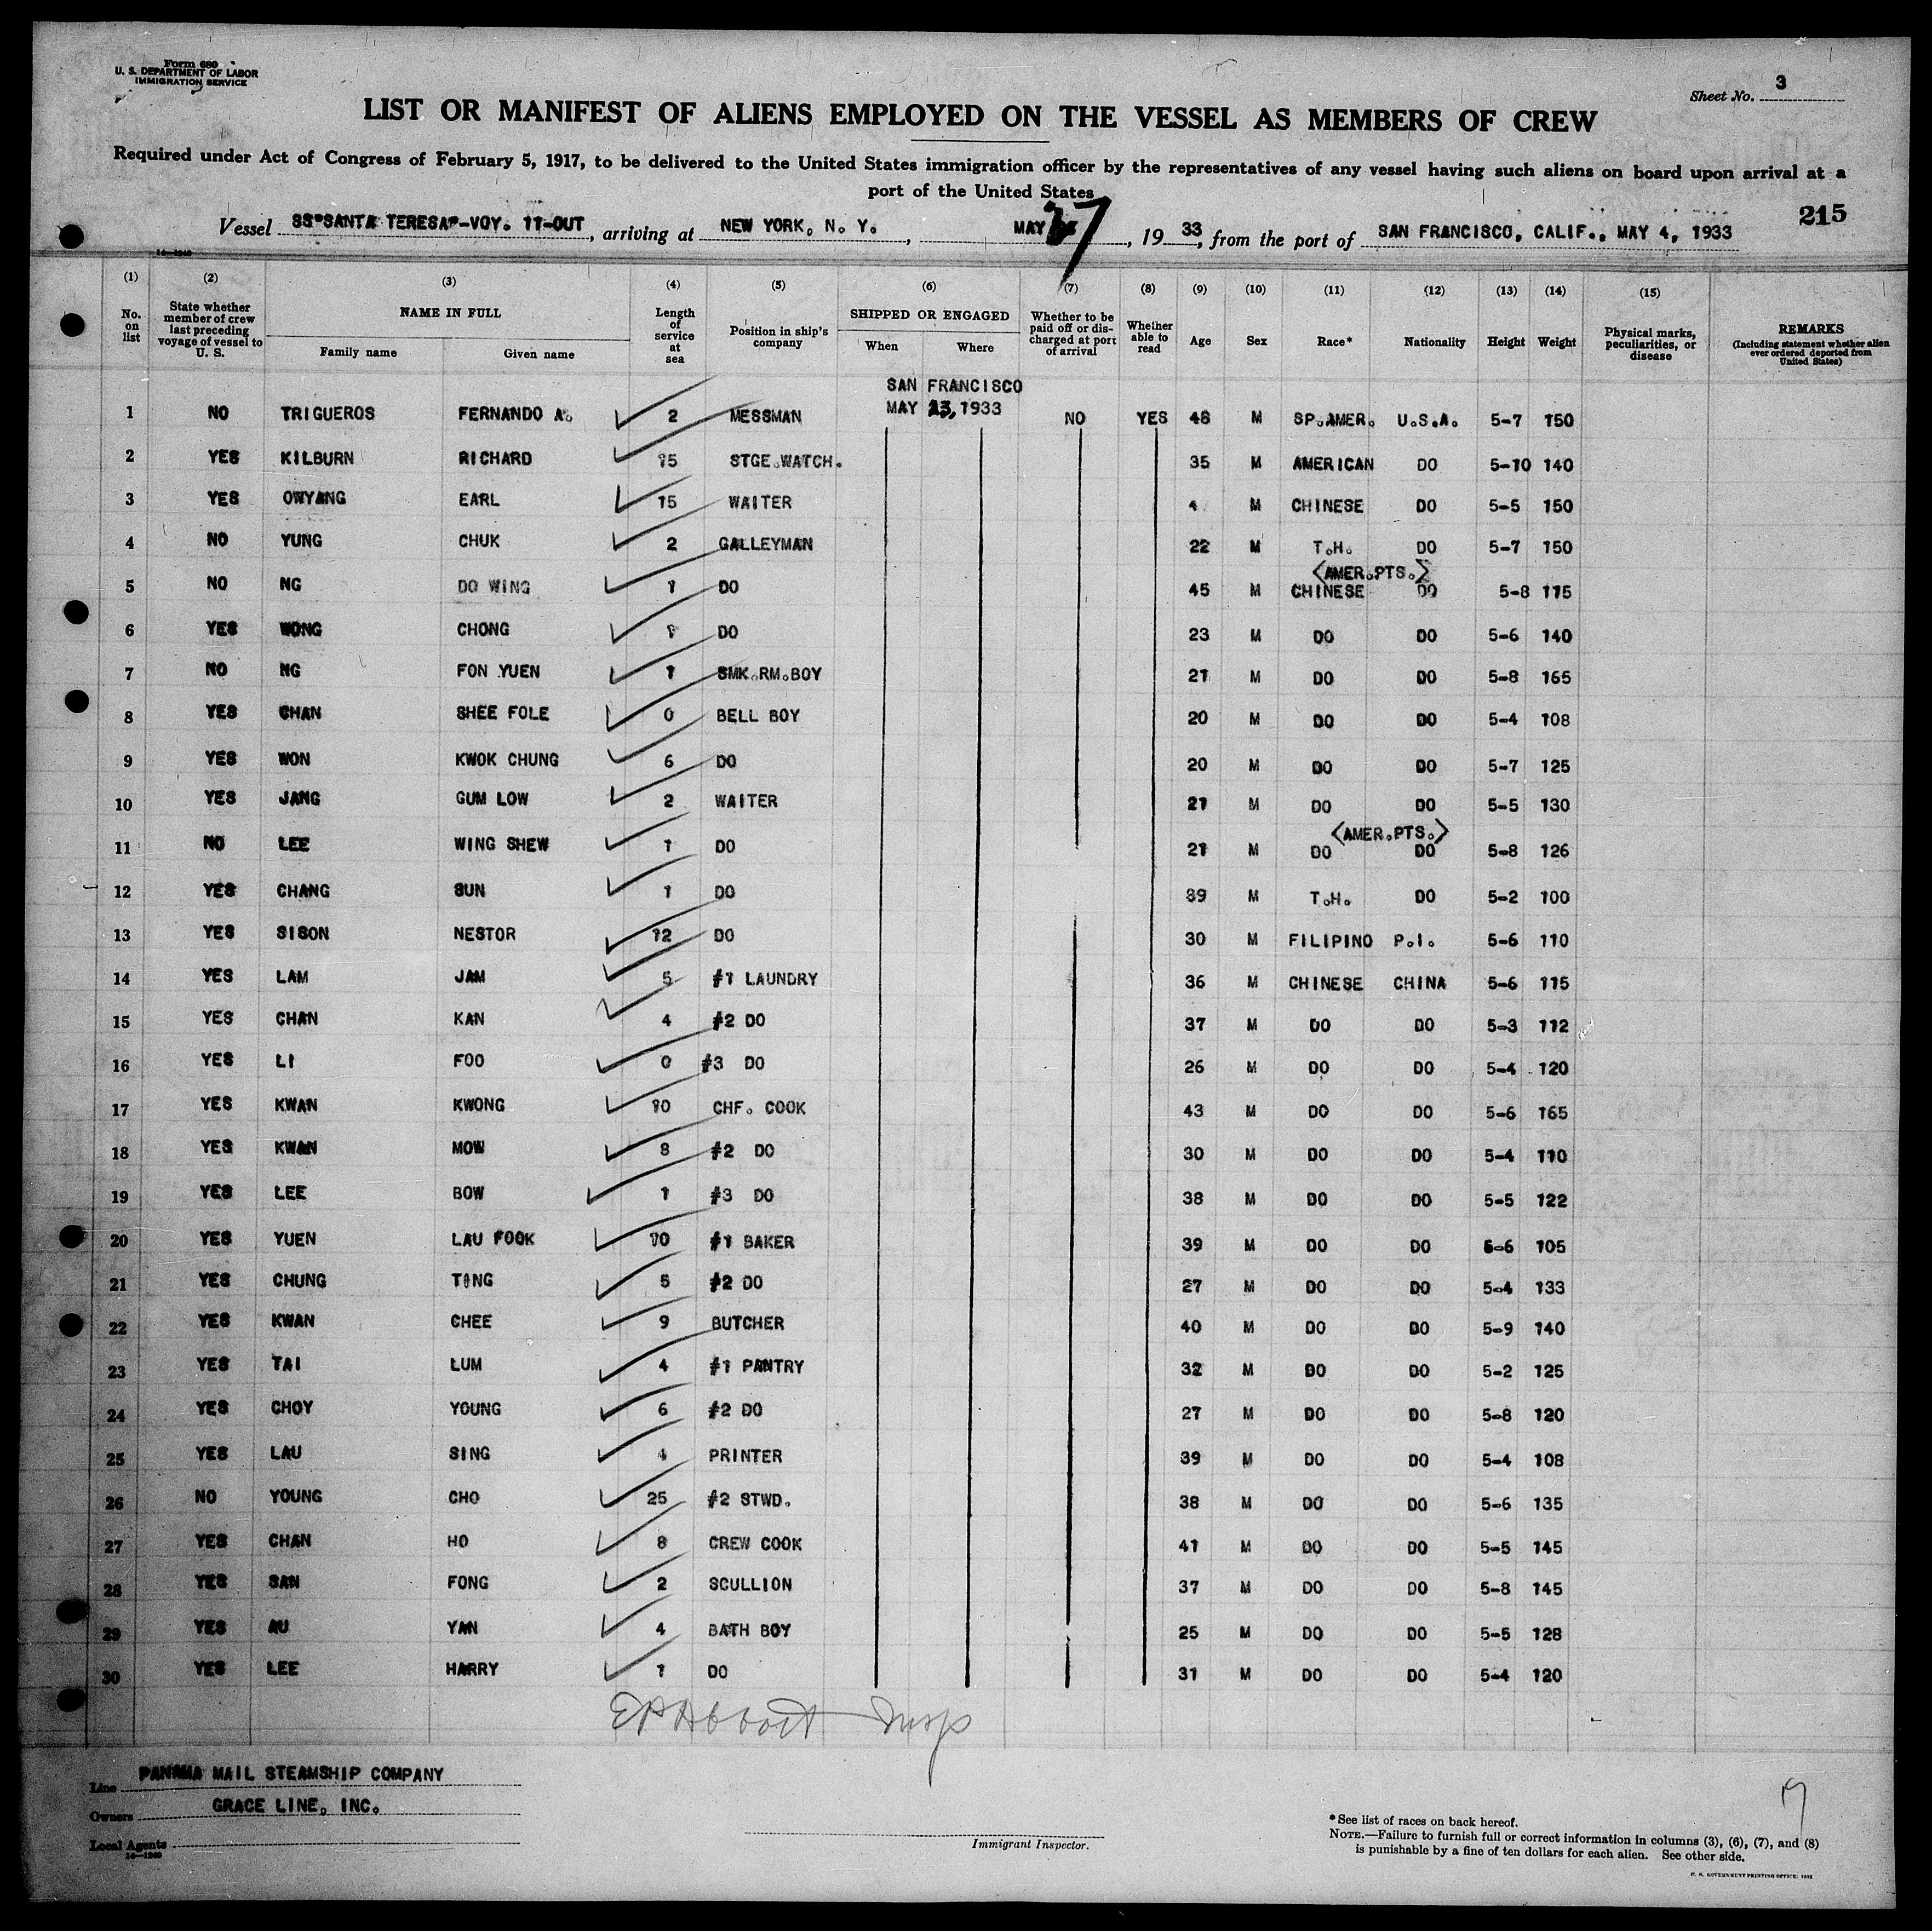 Form 680
U. S. DEPARTMENT OF LABOR
IMMIGRATION SERVICE
Sheet No. 3
LIST OR MANIFEST OF ALIENS EMPLOYED ON THE VESSEL AS MEMBERS OF CREW
Required under Act of Congress of February 5, 1917, to be delivered to the United States immigration officer by the representatives of any vessel having such aliens on board upon arrival at a
port of the United States
215
Vessel SS"SANTA TERESA"-VOY. 11-OUT, arriving at NEW YORK, N. Y., MAY 1933, from the port of SAN FRANCISCO, CALIF., MAY 4, 1933
(1) (2) (3) (4) (5) (6) (7) (8) (9) (10) (11) (12) (13) (14) (15)
No. on list
State whether member of crew last preceding voyage of vessel to U. S.
NAME IN FULL
Family name Given name
Length of service at sea
Position in ship's company
SHIPPED OR ENGAGED
When Where
Whether to be paid off or discharged at port of arrival
Whether able to read
Age Sex Race* Nationality Height Weight
Physical marks, peculiarities, or disease
REMARKS
(Including statement whether alien ever ordered deported from United States)
SAN FRANCISCO
1 NO TRIGUEROS FERNANDO A. 2 MESSMAN MAY 1933 NO YES 48 M SP.AMER. U.S.A. 5-7 150
2 YES KILBURN RICHARD 15 STGE.WATCH. 35 M AMERICAN DO 5-10 140
3 YES OWYANG EARL 15 WAITER 4 M CHINESE DO 5-5 150
4 NO YUNG CHUK 2 GALLEYMAN 22 M T.H. DO 5-7 150
(AMER.PTS.)
5 NO NG DO WING 1 DO 45 M CHINESE DO 5-8 115
6 YES WONG CHONG DO 23 M DO DO 5-6 140
7 NO NG FON YUEN 1 SMK.RM.BOY 21 M DO DO 5-8 165
8 YES CHAN SHEE FOLE 0 BELL BOY 20 M DO DO 5-4 108
9 YES WON KWOK CHUNG 6 DO 20 M DO DO 5-7 125
10 YES JANG GUM LOW 2 WAITER 21 M DO DO 5-5 130
(AMER.PTS.)
11 NO LEE WING SHEW 1 DO 21 M DO DO 5-8 126
12 YES CHANG SUN 1 DO 39 M T.H. DO 5-2 100
13 YES SISON NESTOR 12 DO 30 M FILIPINO P.I. 5-6 110
14 YES LAM JAM 5 #1 LAUNDRY 36 M CHINESE CHINA 5-6 115
15 YES CHAN KAN 4 #2 DO 37 M DO DO 5-3 112
16 YES LI FOO 0 #3 DO 26 M DO DO 5-4 120
17 YES KWAN KWONG 10 CHF. COOK 43 M DO DO 5-6 165
18 YES KWAN MOW 8 #2 DO 30 M DO DO 5-4 110
19 YES LEE BOW 1 #3 DO 38 M DO DO 5-5 122
20 YES YUEN LAU FOOK 10 #1 BAKER 39 M DO DO 5-6 105
21 YES CHUNG TING 5 #2 DO 27 M DO DO 5-4 133
22 YES KWAN CHEE 9 BUTCHER 40 M DO DO 5-9 140
23 YES TAI LUM 4 #1 PANTRY 32 M DO DO 5-2 125
24 YES CHOY YOUNG 6 #2 DO 27 M DO DO 5-8 120
25 YES LAU SING 4 PRINTER 39 M DO DO 5-4 108
26 NO YOUNG CHO 25 #2 STWD. 38 M DO DO 5-6 135
27 YES CHAN HO 8 CREW COOK 41 M DO DO 5-5 145
28 YES SAN FONG 2 SCULLION 37 M DO DO 5-8 145
29 YES AU YAN 4 BATH BOY 25 M DO DO 5-5 128
30 YES LEE HARRY 1 DO 31 M DO DO 5-4 120
Line PANAMA MAIL STEAMSHIP COMPANY
Owners GRACE LINE, INC.
Local Agents
14—1240
Immigrant Inspector.
*See list of races on back hereof.
NOTE.—Failure to furnish full or correct information in columns (3), (6), (7), and (8)
is punishable by a fine of ten dollars for each alien. See other side.
U. S. GOVERNMENT PRINTING OFFICE: 1932